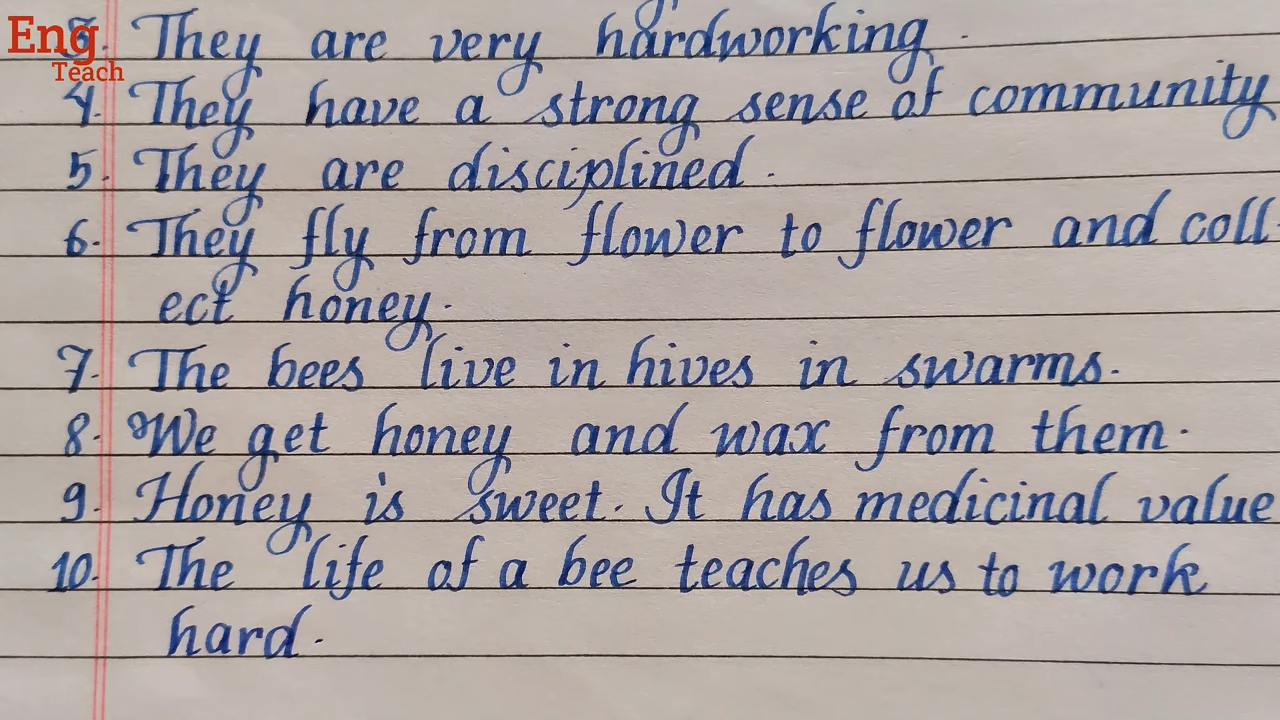 Eng
Teach
3. They are very hardworking.
4. They have a strong sense of community
5. They are disciplined.
6. They fly from flower to flower and coll-
ect honey.
7. The bees live in hives in swarms.
8. We get honey and wax from them.
9. Honey is sweet. It has medicinal value
10. The life of a bee teaches us to work
hard.